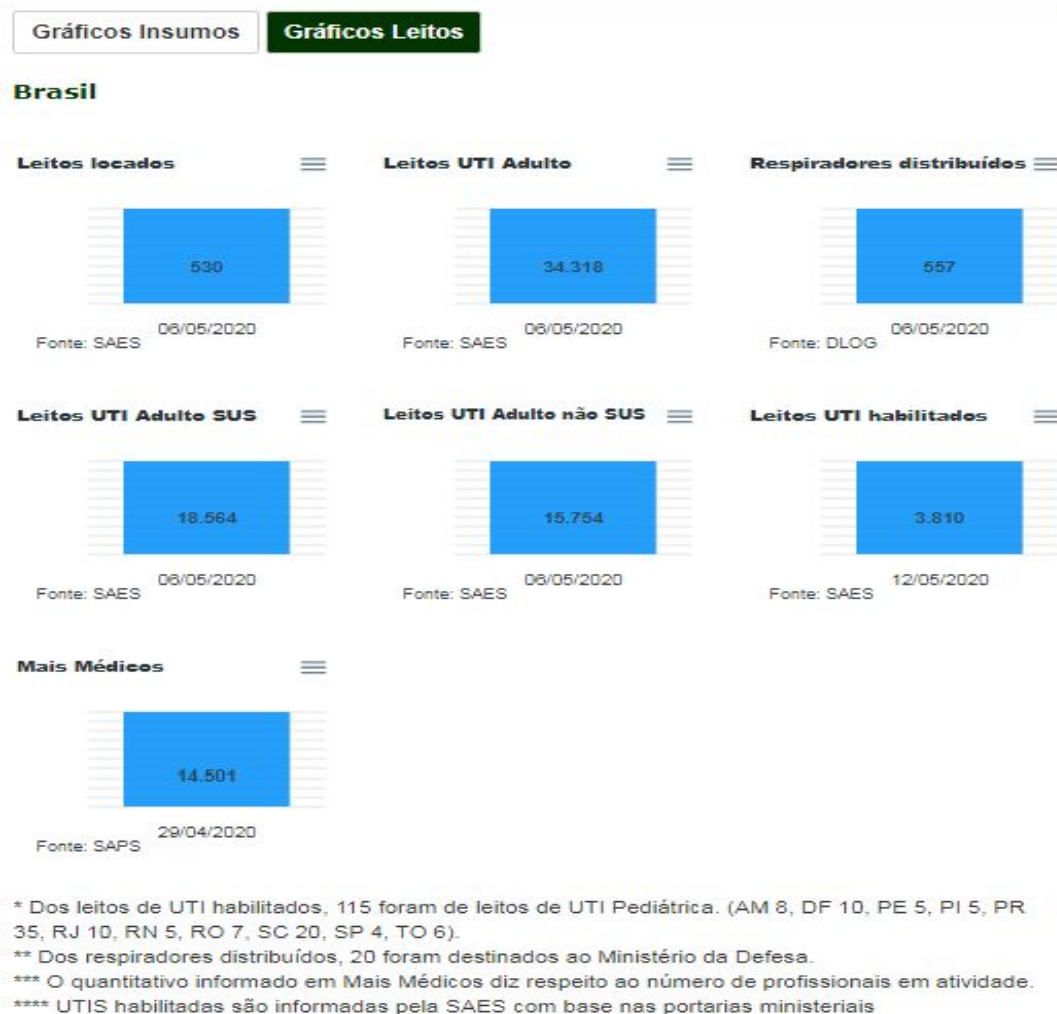 Gráficos Insumos
Gráficos Leitos
Brasil
Leitos locados
530
06/05/2020
Fonte: SAES
Leitos UTI Adulto
34.318
06/05/2020
Fonte: SAES
Respiradores distribuídos
557
06/05/2020
Fonte: DLOG
Leitos UTI Adulto SUS
18.564
06/05/2020
Fonte: SAES
Leitos UTI Adulto não SUS
15.754
06/05/2020
Fonte: SAES
Leitos UTI habilitados
3.810
12/05/2020
Fonte: SAES
Mais Médicos
14.501
29/04/2020
Fonte: SAPS
* Dos leitos de UTI habilitados, 115 foram de leitos de UTI Pediátrica. (AM 8, DF 10, PE 5, PI 5, PR
35, RJ 10, RN 5, RO 7, SC 20, SP 4, TO 6).
** Dos respiradores distribuídos, 20 foram destinados ao Ministério da Defesa.
*** O quantitativo informado em Mais Médicos diz respeito ao número de profissionais em atividade.
**** UTIS habilitadas são informadas pela SAES com base nas portarias ministeriais